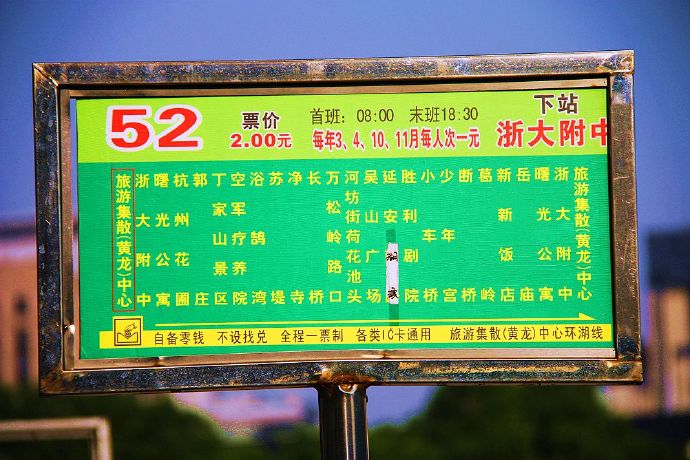 52
票价
2.00元
首班：08:00 末班18:30
每年3、4、10、11月每人次一元
下站
浙大附中
旅游集散(黄龙)中心
浙大附中
曙光公寓
杭州花圃
郭庄
丁家山景区
空军疗养院
浴鹄湾
苏堤
净寺
长桥
万松岭路口
河坊街荷花池头
吴山广场
延安
胜利剧院
小车桥
少年宫
断桥
葛岭
新新饭店
岳庙
曙光公寓
浙大附中
旅游集散(黄龙)中心
自备零钱 不设找兑 全程一票制 各类IC卡通用 旅游集散(黄龙)中心环湖线